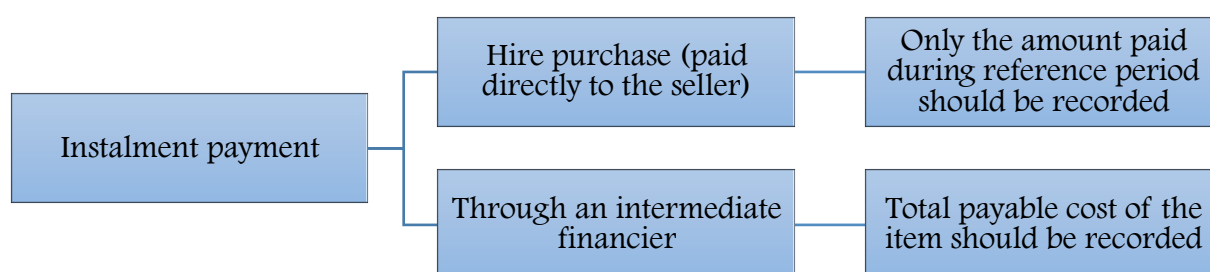 Instalment payment
Hire purchase (paid
directly to the seller)
Only the amount paid
during reference period
should be recorded
Through an intermediate
financier
Total payable cost of the
item should be recorded